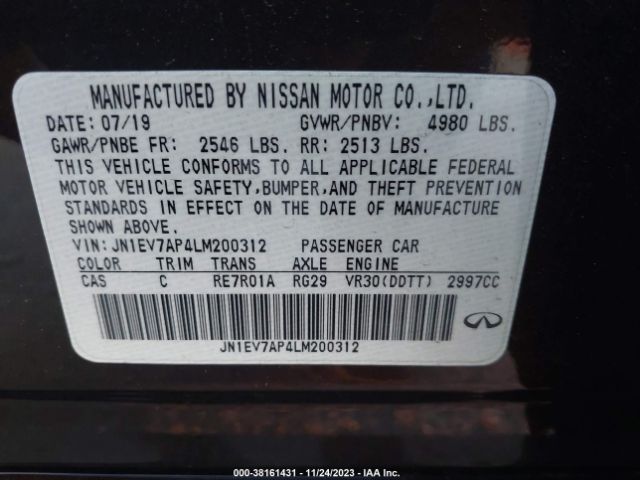 MANUFACTURED BY NISSAN MOTOR CO.,LTD.
DATE: 07/19 GVWR/PNBV: 4980 LBS.
GAWR/PNBE FR: 2546 LBS. RR: 2513 LBS.
THIS VEHICLE CONFORMS TO ALL APPLICABLE FEDERAL
MOTOR VEHICLE SAFETY,BUMPER,AND THEFT PREVENTION
STANDARDS IN EFFECT ON THE DATE OF MANUFACTURE
SHOWN ABOVE.
VIN: JN1EV7AP4LM200312 PASSENGER CAR
COLOR TRIM TRANS AXLE ENGINE
CAS C RE7R01A RG29 VR30(DDTT) 2997CC
JN1EV7AP4LM200312
000-38161431 - 11/24/2023 - IAA Inc.